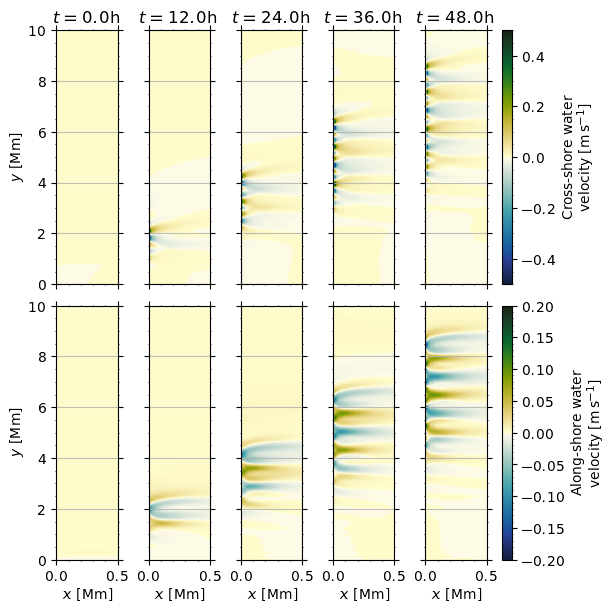 t = 0.0h t = 12.0h t = 24.0h t = 36.0h t = 48.0h
10
8
6
4
2
0
y [Mm]
0.4
0.2
0.0
−0.2
−0.4
Cross-shore water
velocity [m s⁻¹]
10
8
6
4
2
0
y [Mm]
0.20
0.15
0.10
0.05
0.00
−0.05
−0.10
−0.15
−0.20
Along-shore water
velocity [m s⁻¹]
0.0 0.5 0.0 0.5 0.0 0.5 0.0 0.5 0.0 0.5
x [Mm] x [Mm] x [Mm] x [Mm] x [Mm]